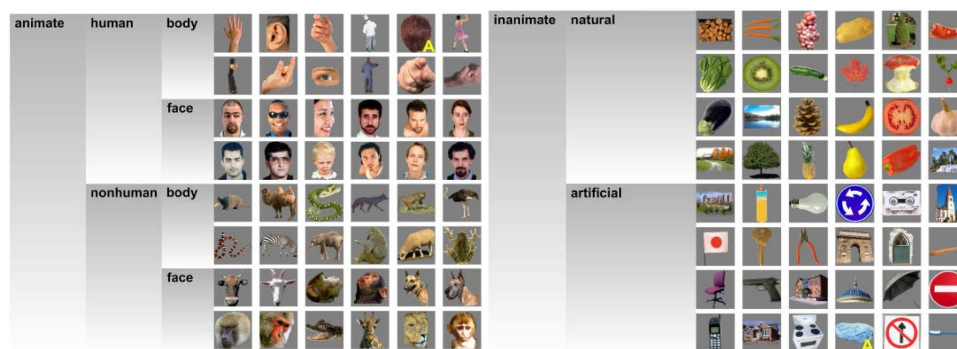 animate human body
A
face
nonhuman body
face
inanimate natural
artificial
A